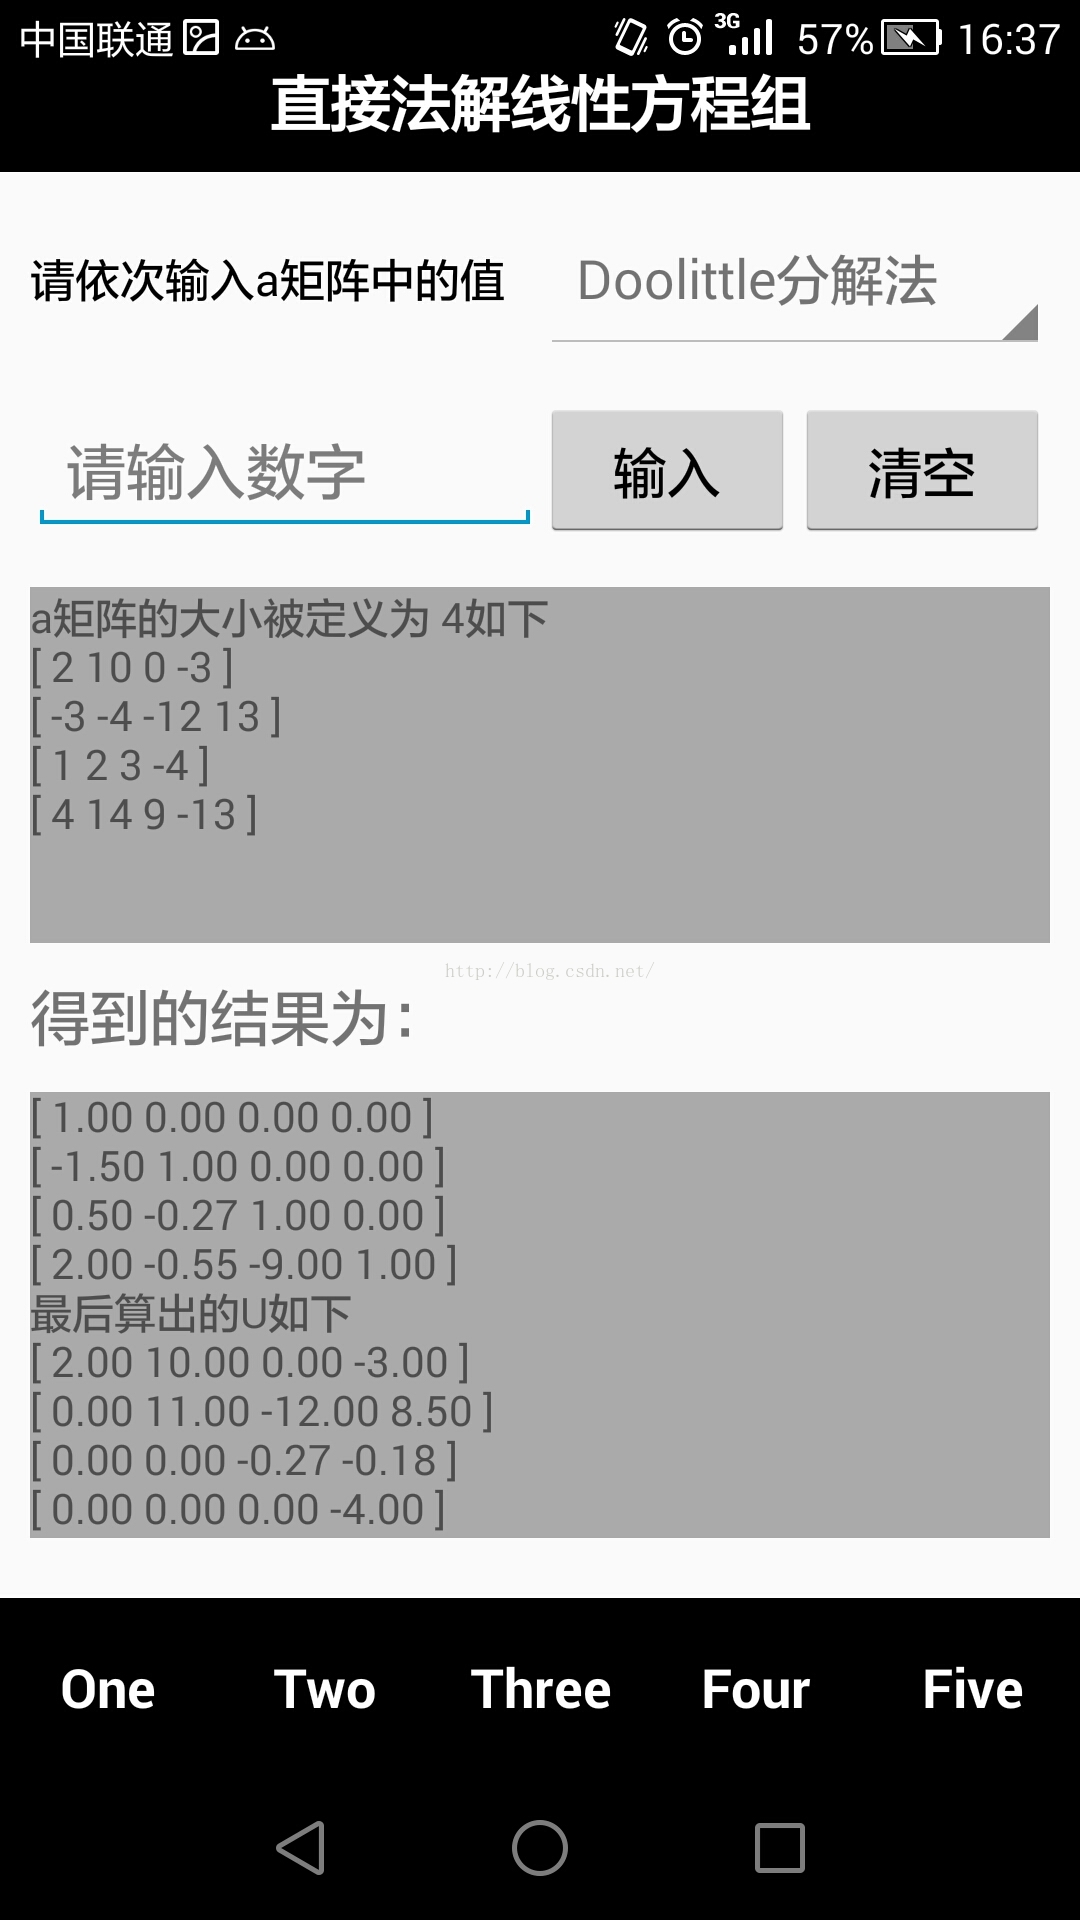 中国联通 3G 57% 16:37
直接法解线性方程组
请依次输入a矩阵中的值 Doolittle分解法
请输入数字 输入 清空
a矩阵的大小被定义为 4如下
[ 2 10 0 -3 ]
[ -3 -4 -12 13 ]
[ 1 2 3 -4 ]
[ 4 14 9 -13 ]
http://blog.csdn.net/
得到的结果为：
[ 1.00 0.00 0.00 0.00 ]
[ -1.50 1.00 0.00 0.00 ]
[ 0.50 -0.27 1.00 0.00 ]
[ 2.00 -0.55 -9.00 1.00 ]
最后算出的U如下
[ 2.00 10.00 0.00 -3.00 ]
[ 0.00 11.00 -12.00 8.50 ]
[ 0.00 0.00 -0.27 -0.18 ]
[ 0.00 0.00 0.00 -4.00 ]
One Two Three Four Five